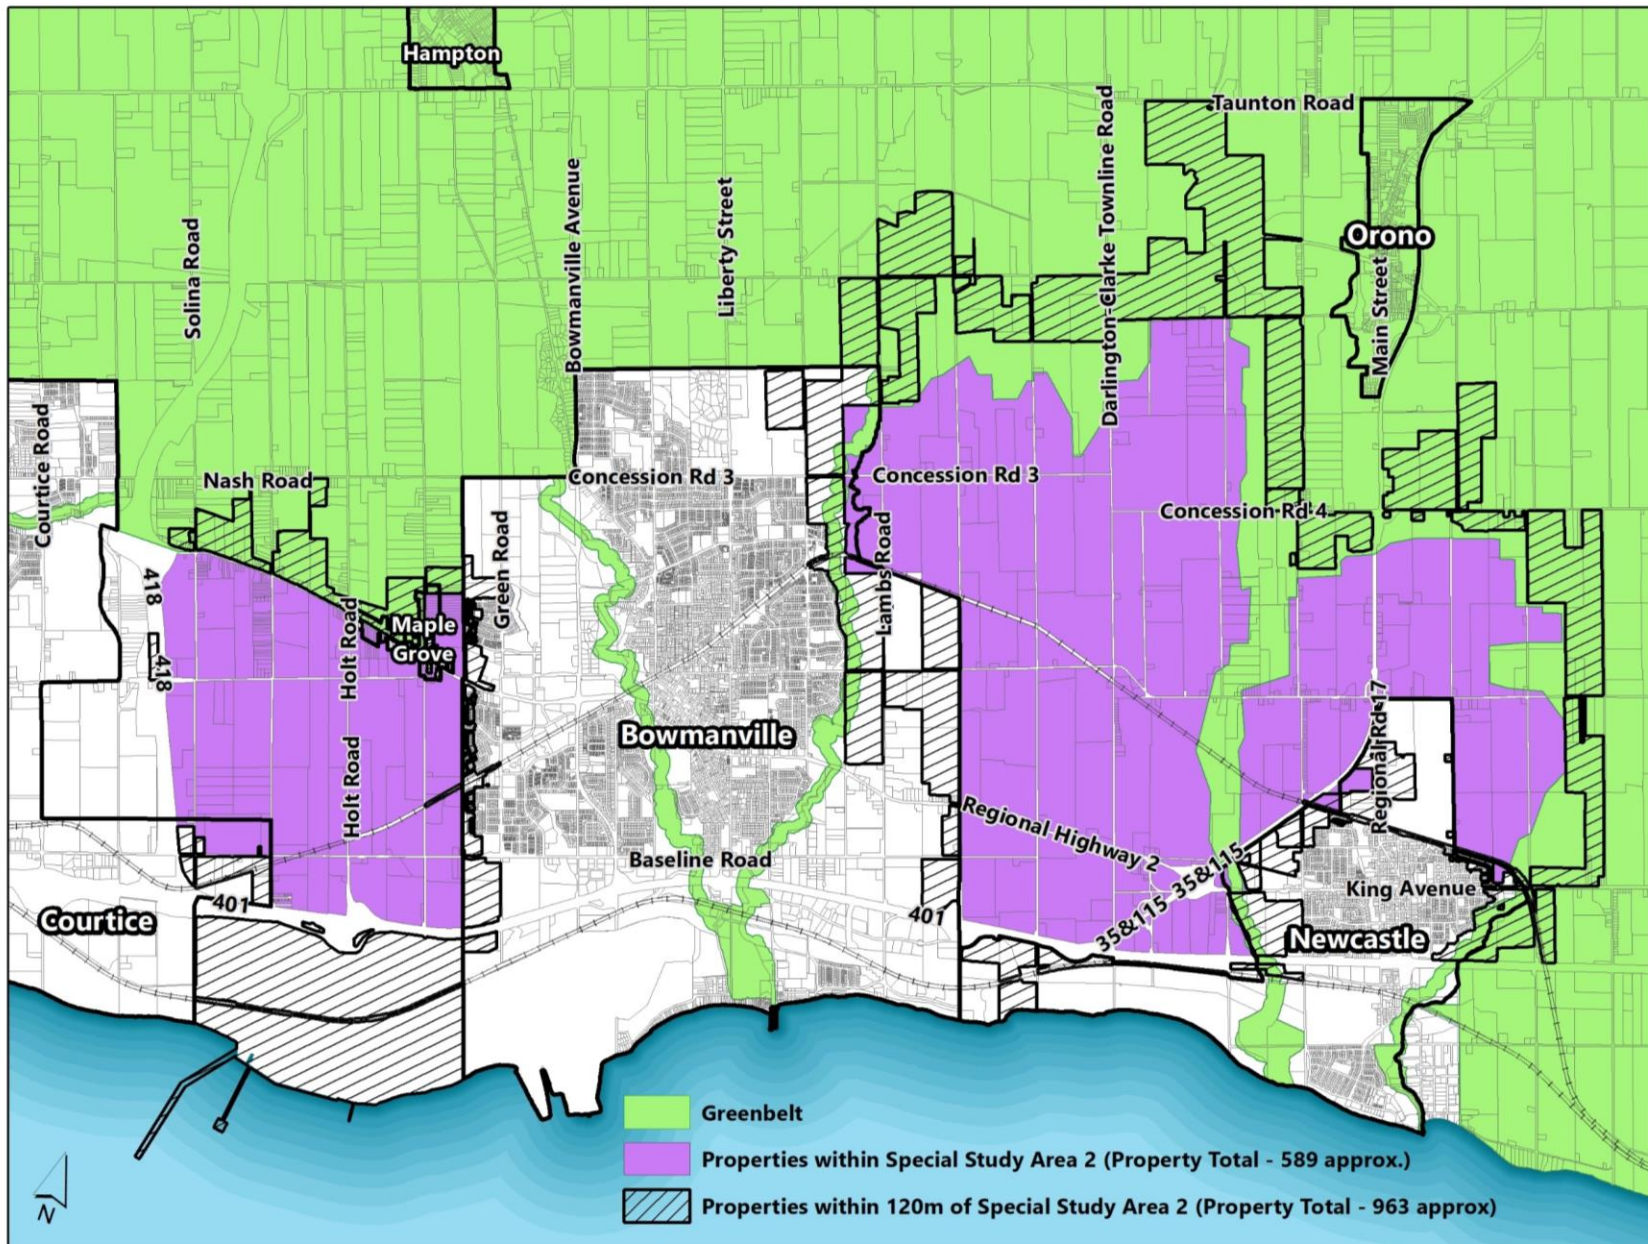 Hampton
Taunton Road
Darlington-Clarke Townline Road
Bowmanville Avenue
Liberty Street
Solina Road
Orono
Main Street
Courtice Road
Nash Road
Concession Rd 3
Concession Rd 3
Concession Rd 4
Green Road
Lambs Road
418
Holt Road
Maple
Grove
418
Regional Rd 17
Bowmanville
Holt Road
Regional Highway 2
Baseline Road
35&115
King Avenue
401
401
Courtice
35&115
Newcastle
Greenbelt
Properties within Special Study Area 2 (Property Total - 589 approx.)
Properties within 120m of Special Study Area 2 (Property Total - 963 approx)
N